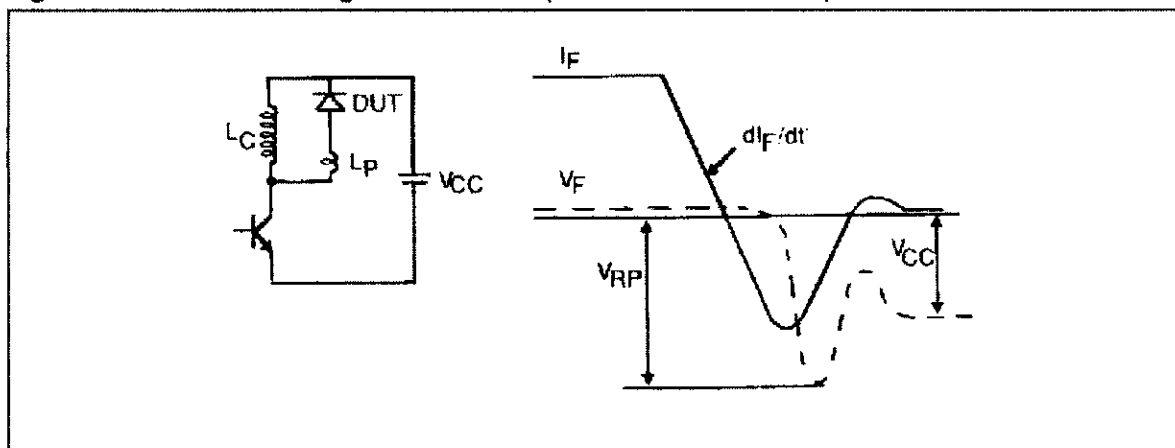 IF
DUT
LC
LP
VCC
dIF/dt
VF
VRP
VCC